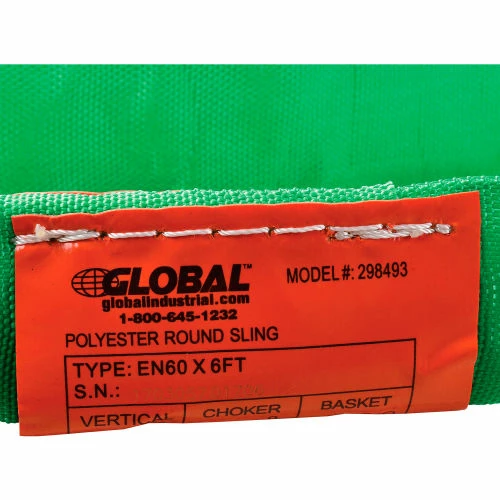 GLOBAL™
globalindustrial.com
1-800-645-1232
MODEL#: 298493
POLYESTER ROUND SLING
TYPE: EN60 X 6FT
S.N.:
VERTICAL CHOKER BASKET